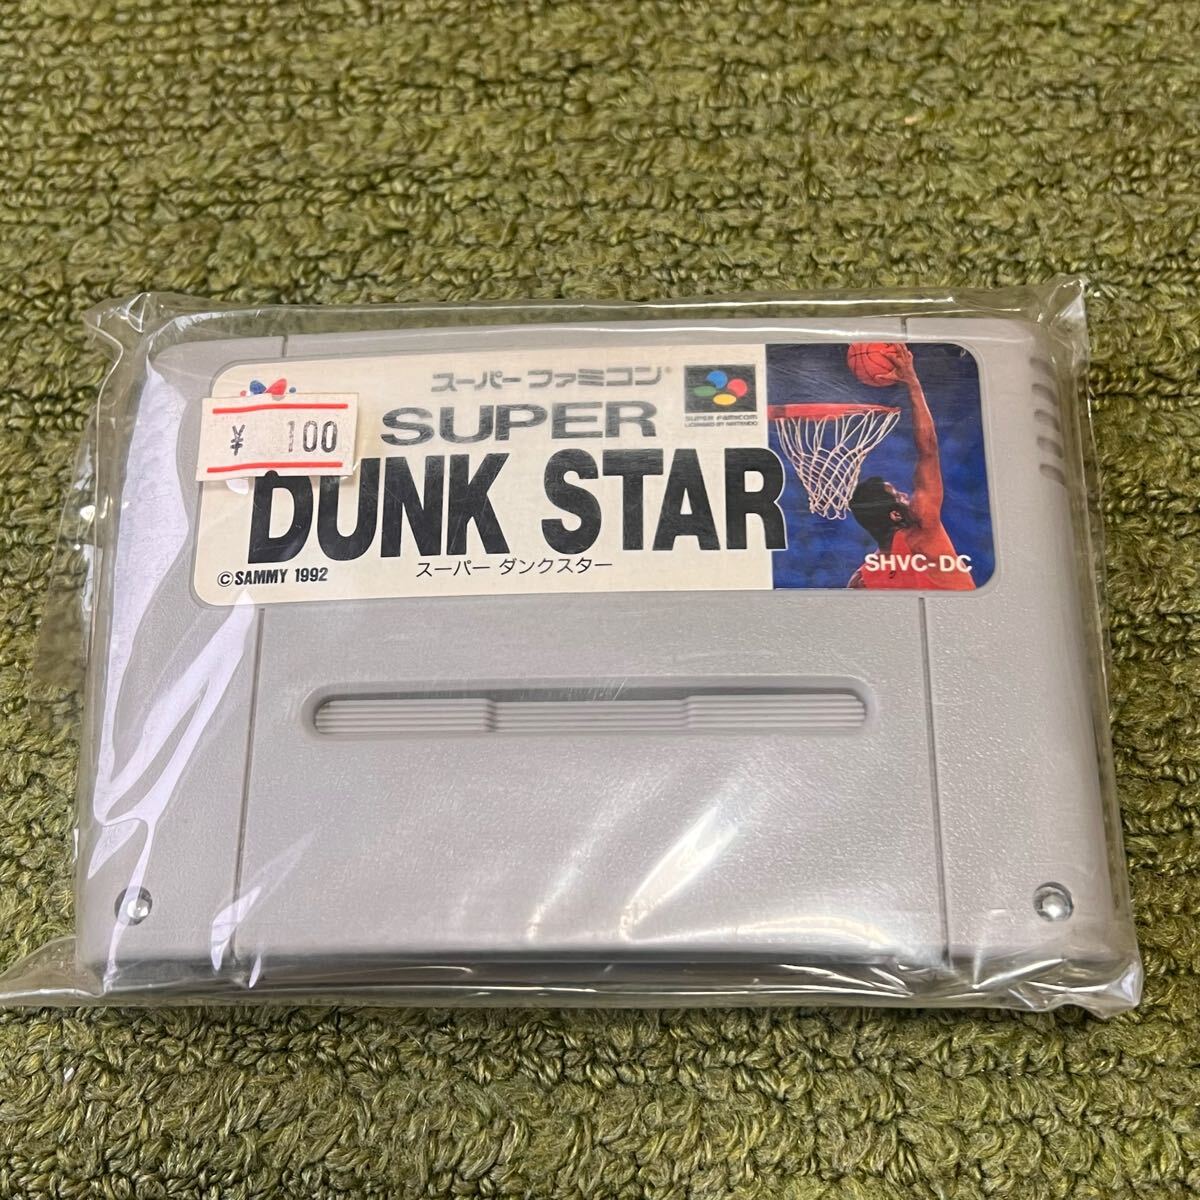 スーパーファミコン®
SUPER FAMICOM
LICENSED BY NINTENDO
¥ 100
SUPER
DUNK STAR
スーパー ダンクスター
©SAMMY 1992
SHVC-DC